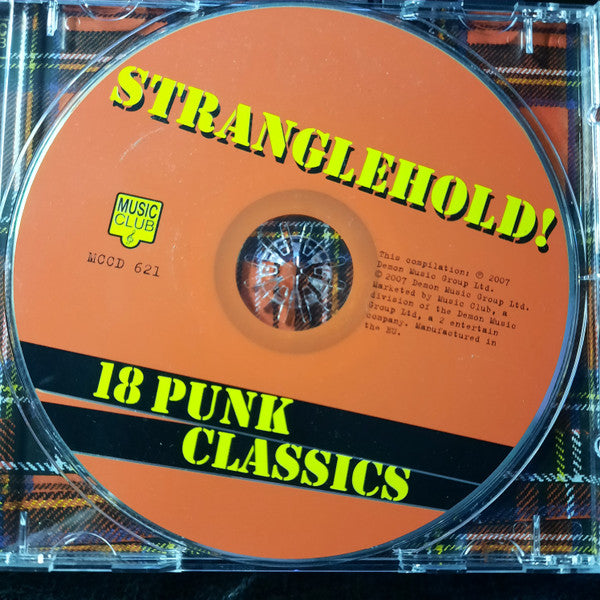 STRANGLEHOLD!
MUSIC
CLUB
MCCD 621
This compilation: ℗ 2007
Demon Music Group Ltd.
© 2007 Demon Music Group Ltd.
Marketed by Music Club, a
division of the Demon Music
Group Ltd, a 2 entertain
company. Manufactured in
the EU.
18 PUNK
CLASSICS